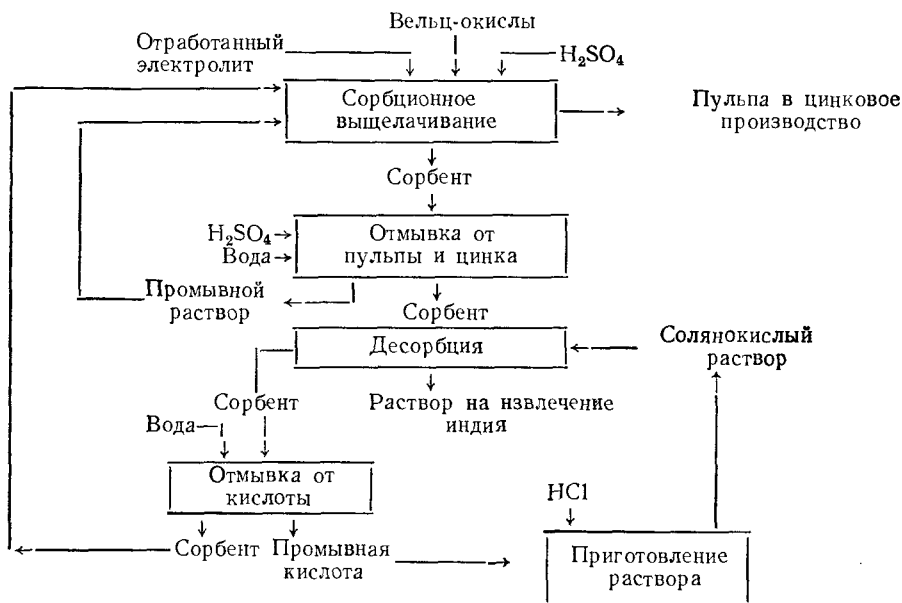 Вельц-окислы
Отработанный
электролит
H₂SO₄
Сорбционное
выщелачивание
Пульпа в цинковое
производство
Сорбент
H₂SO₄
Вода
Отмывка от
пульпы и цинка
Промывной
раствор
Сорбент
Десорбция
Солянокислый
раствор
Сорбент
Раствор на нзвлечение
индия
Вода
Отмывка от
кислоты
HCl
Сорбент
Промывная
кислота
Приготовление
раствора